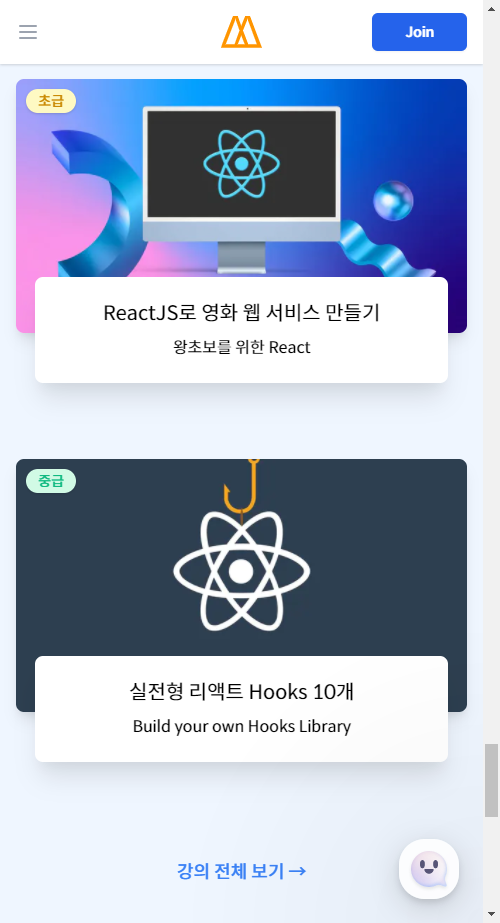 Join
초급
ReactJS로 영화 웹 서비스 만들기
왕초보를 위한 React
중급
실전형 리액트 Hooks 10개
Build your own Hooks Library
강의 전체 보기 →